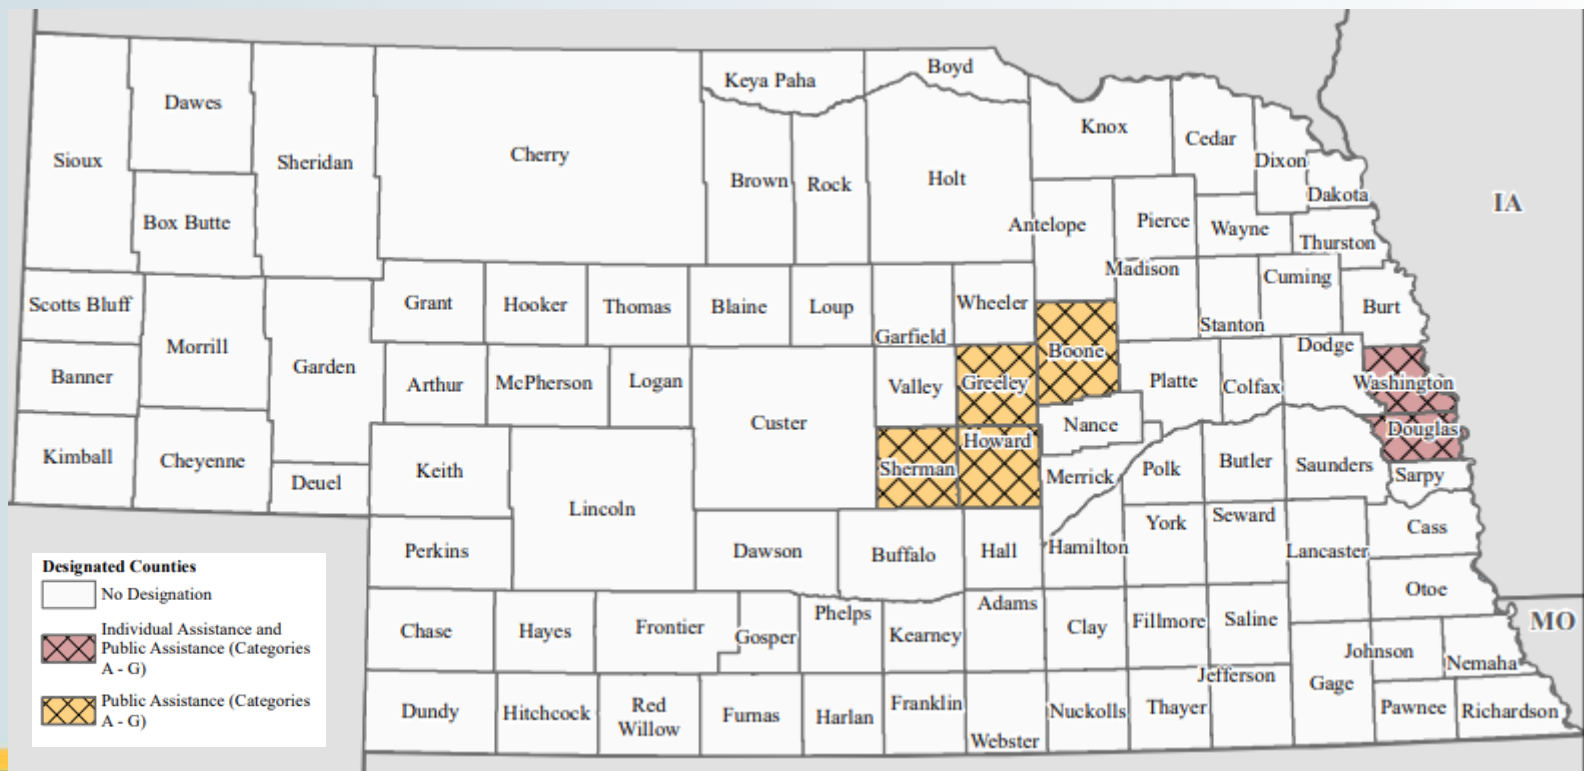 Keya Paha
Boyd
Dawes
Knox
Cedar
Sioux
Sheridan
Cherry
Dixon
Brown
Rock
Holt
Dakota
IA
Box Butte
Antelope
Pierce
Wayne
Thurston
Madison
Cuming
Scotts Bluff
Grant
Hooker
Thomas
Blaine
Loup
Wheeler
Burt
Garfield
Stanton
Morrill
Dodge
Boone
Banner
Garden
Arthur
McPherson
Logan
Valley
Greeley
Platte
Colfax
Washington
Custer
Nance
Douglas
Kimball
Cheyenne
Keith
Howard
Sherman
Merrick
Polk
Butler
Saunders
Sarpy
Deuel
Lincoln
York
Seward
Cass
Perkins
Dawson
Buffalo
Hall
Hamilton
Lancaster
Designated Counties
No Designation
Individual Assistance and
Public Assistance (Categories
A - G)
Public Assistance (Categories
A - G)
Otoe
MO
Chase
Hayes
Frontier
Gosper
Phelps
Kearney
Adams
Clay
Fillmore
Saline
Johnson
Nemaha
Jefferson
Gage
Dundy
Hitchcock
Red
Willow
Furnas
Harlan
Franklin
Webster
Nuckolls
Thayer
Pawnee
Richardson